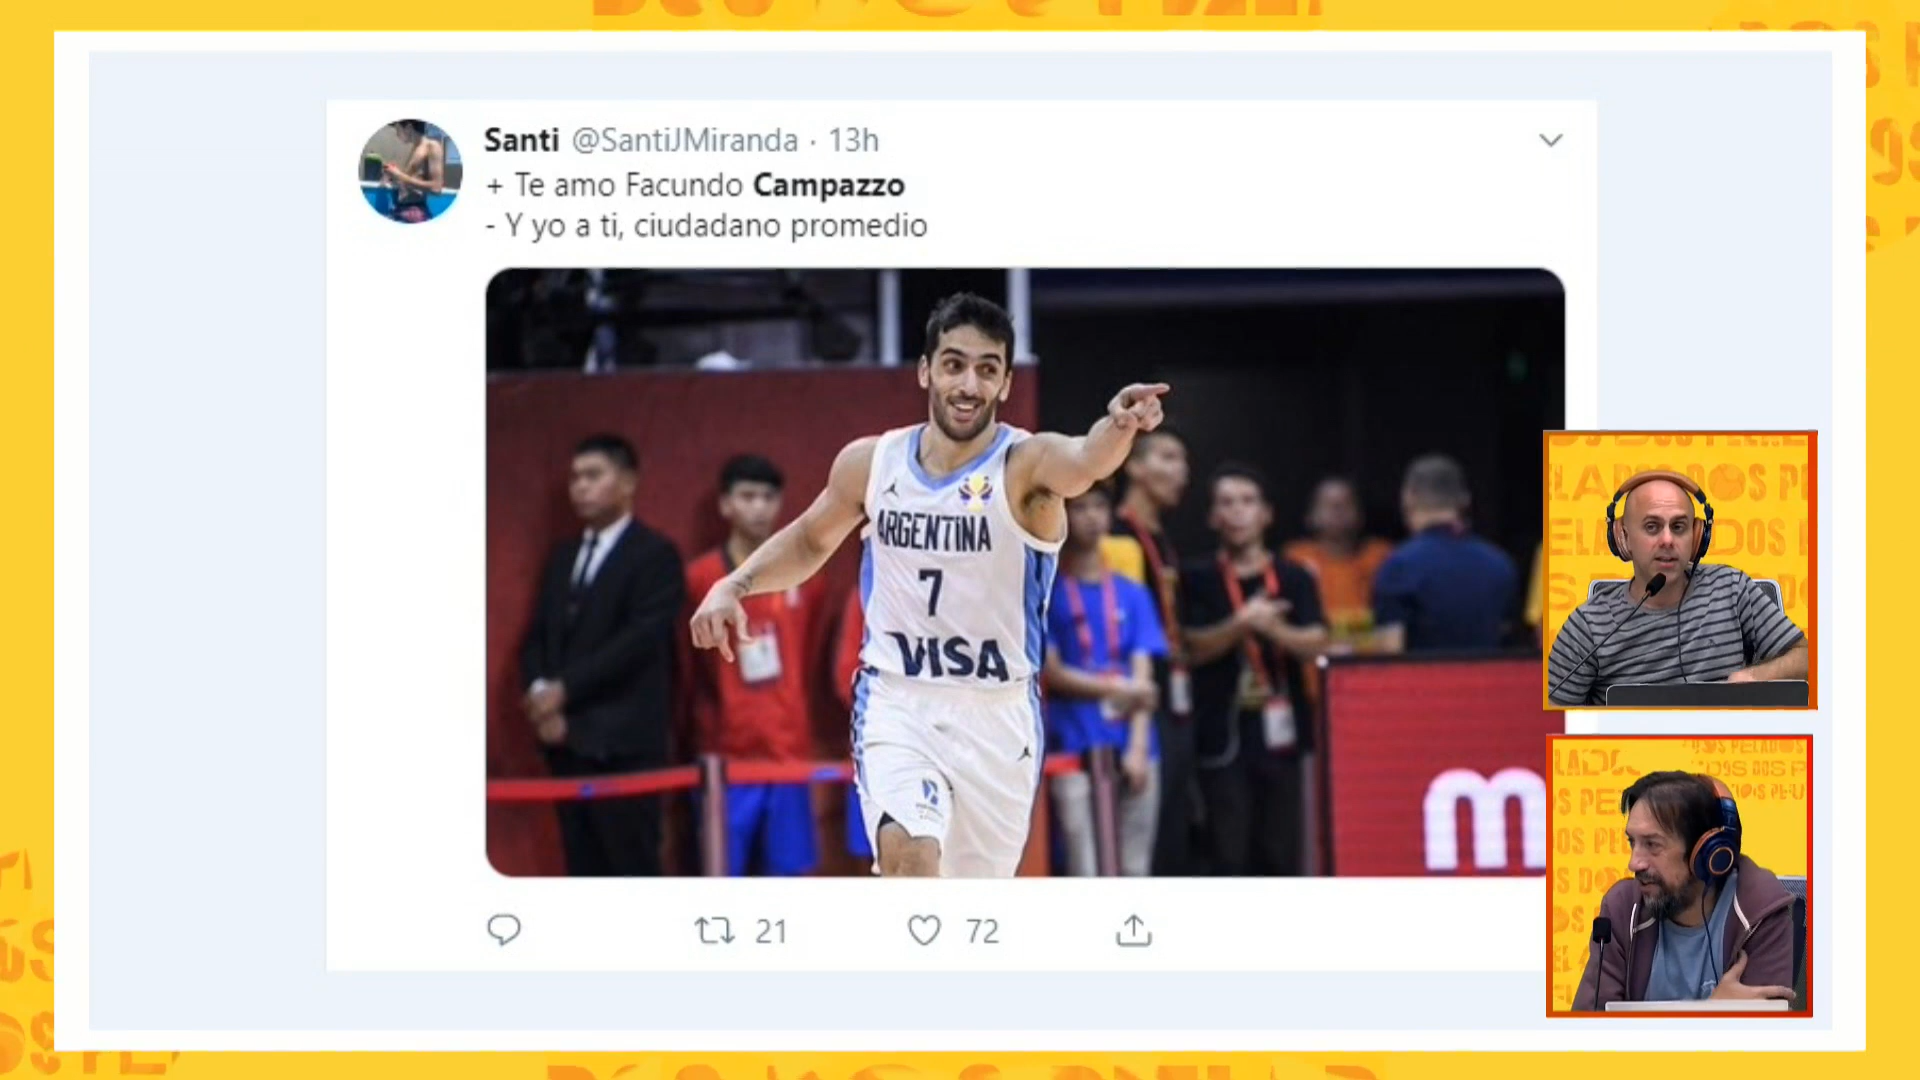 Santi @SantiJMiranda · 13h
+ Te amo Facundo Campazzo
- Y yo a ti, ciudadano promedio
ARGENTINA
7
VISA
m
21
72